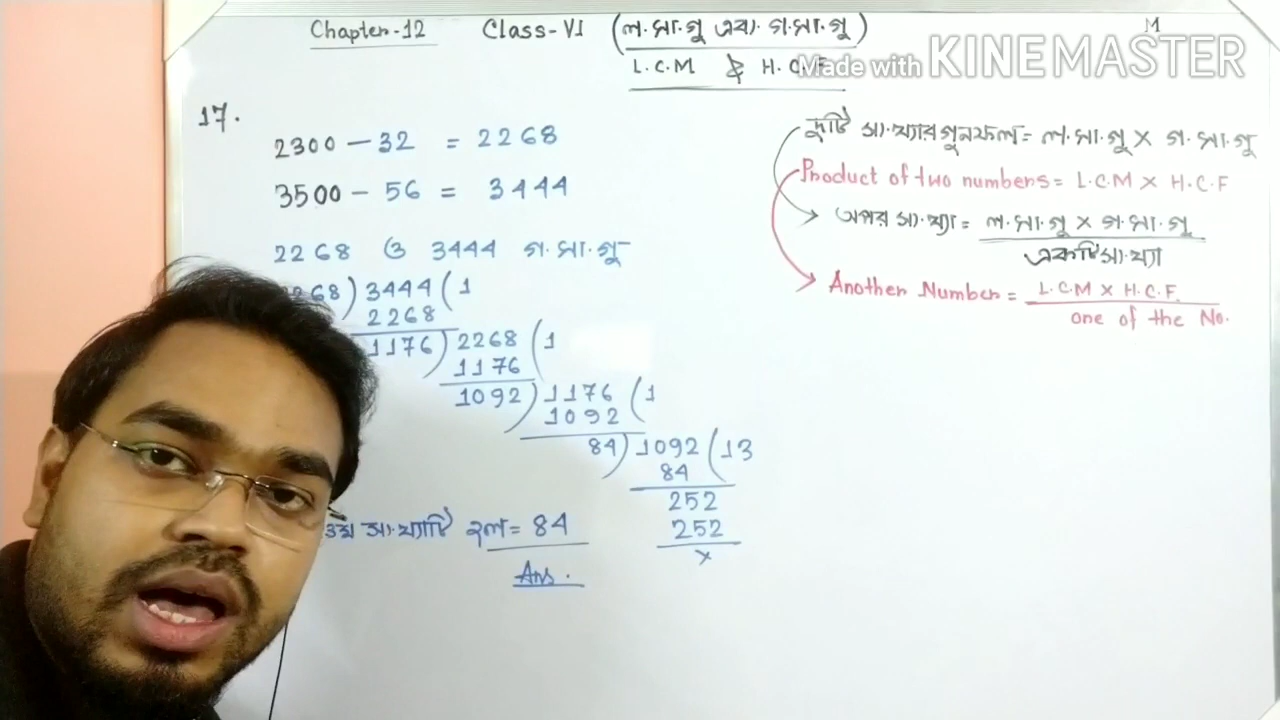 Chapter-12 Class-VI (ল.সা.গু এবং গ.সা.গু)
L.C.M & H.C.F
M
Made with KINEMASTER
17.
2300 - 32 = 2268
3500 - 56 = 3444
2268 ও 3444 গ.সা.গু
2268) 3444 (1
2268
1176) 2268 (1
1176
1092) 1176 (1
1092
84) 1092 (13
84
252
252
x
সংখ্যাটি হল = 84
Ans.
দুটি সংখ্যার গুনফল = ল.সা.গু × গ.সা.গু
Product of two numbers = L.C.M × H.C.F
অপর সংখ্যা = ল.সা.গু × গ.সা.গু
একটি সংখ্যা
Another Number = L.C.M × H.C.F.
one of the No.